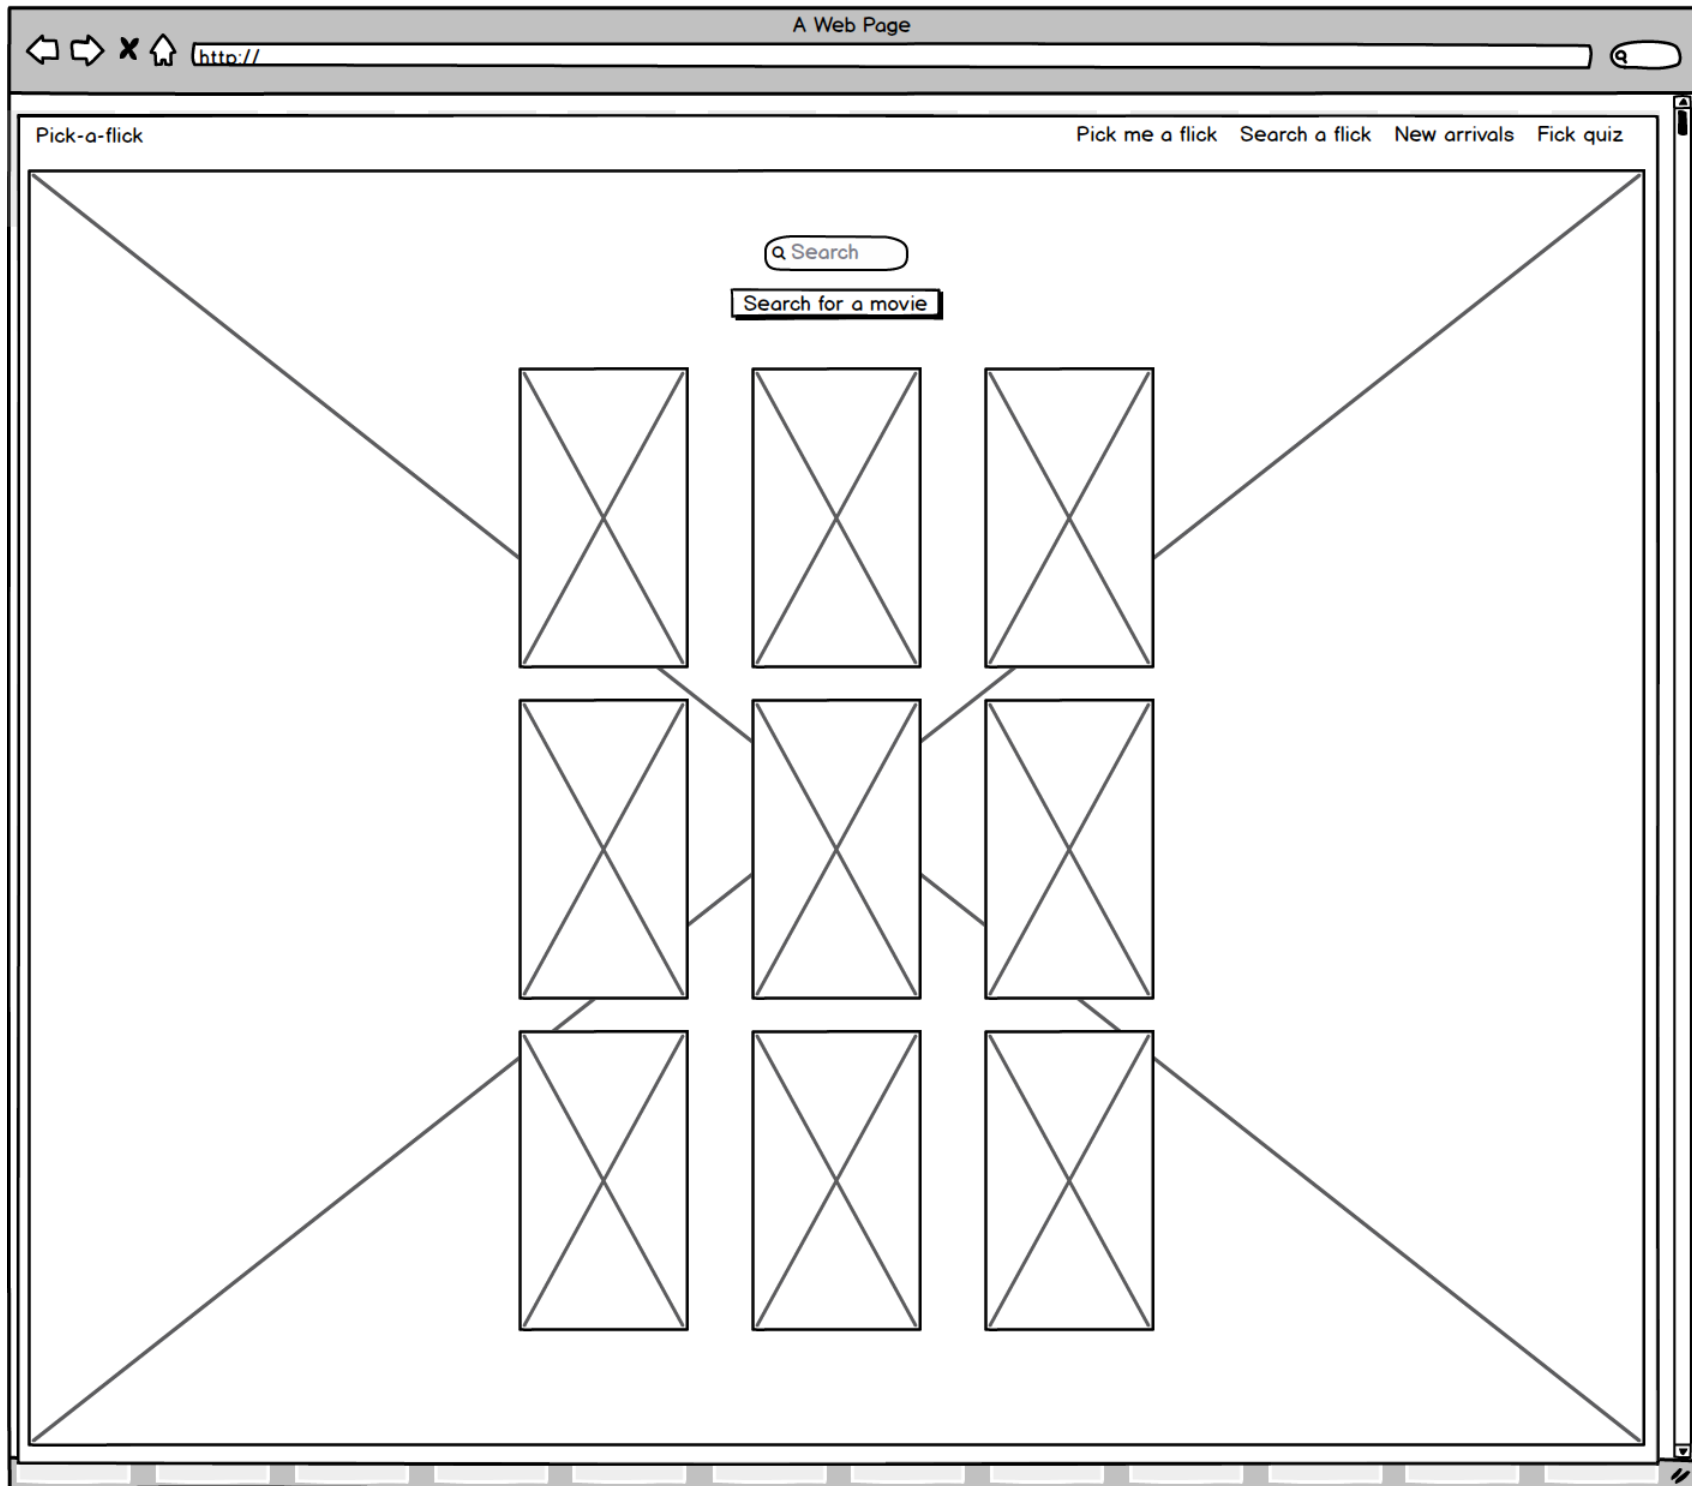 A Web Page
http://
Pick-a-flick
Pick me a flick Search a flick New arrivals Fick quiz
Search
Search for a movie